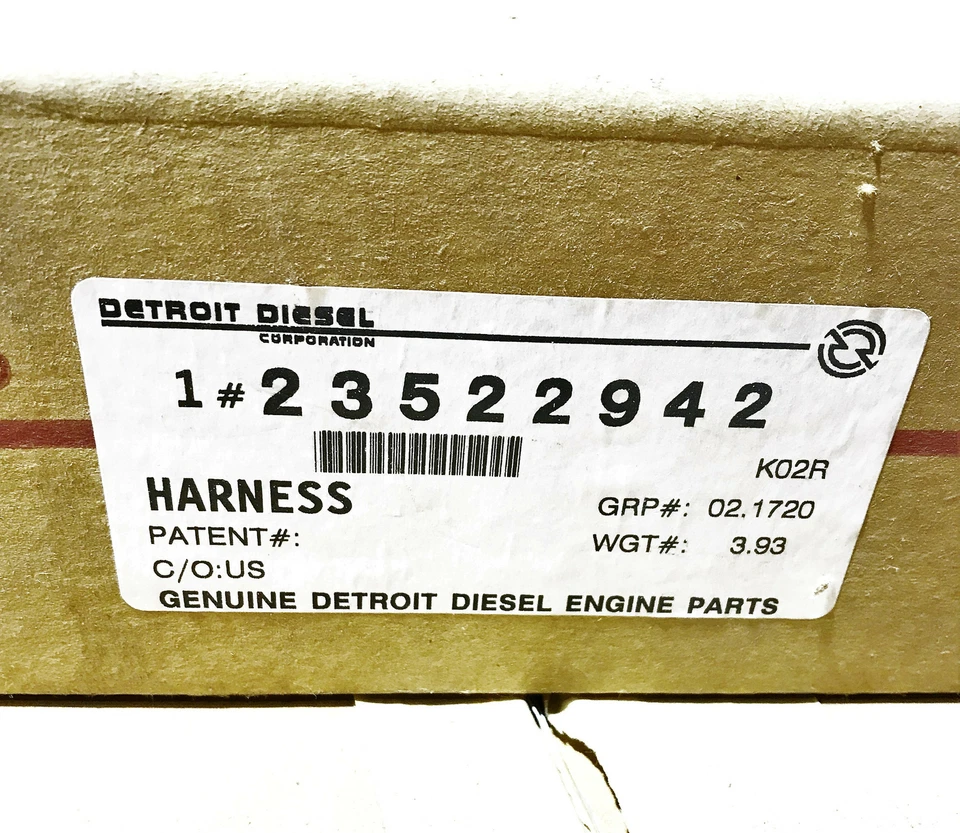 DETROIT DIESEL
CORPORATION
1 # 23522942
K02R
HARNESS
GRP#: 02.1720
PATENT#:
WGT#: 3.93
C/O:US
GENUINE DETROIT DIESEL ENGINE PARTS